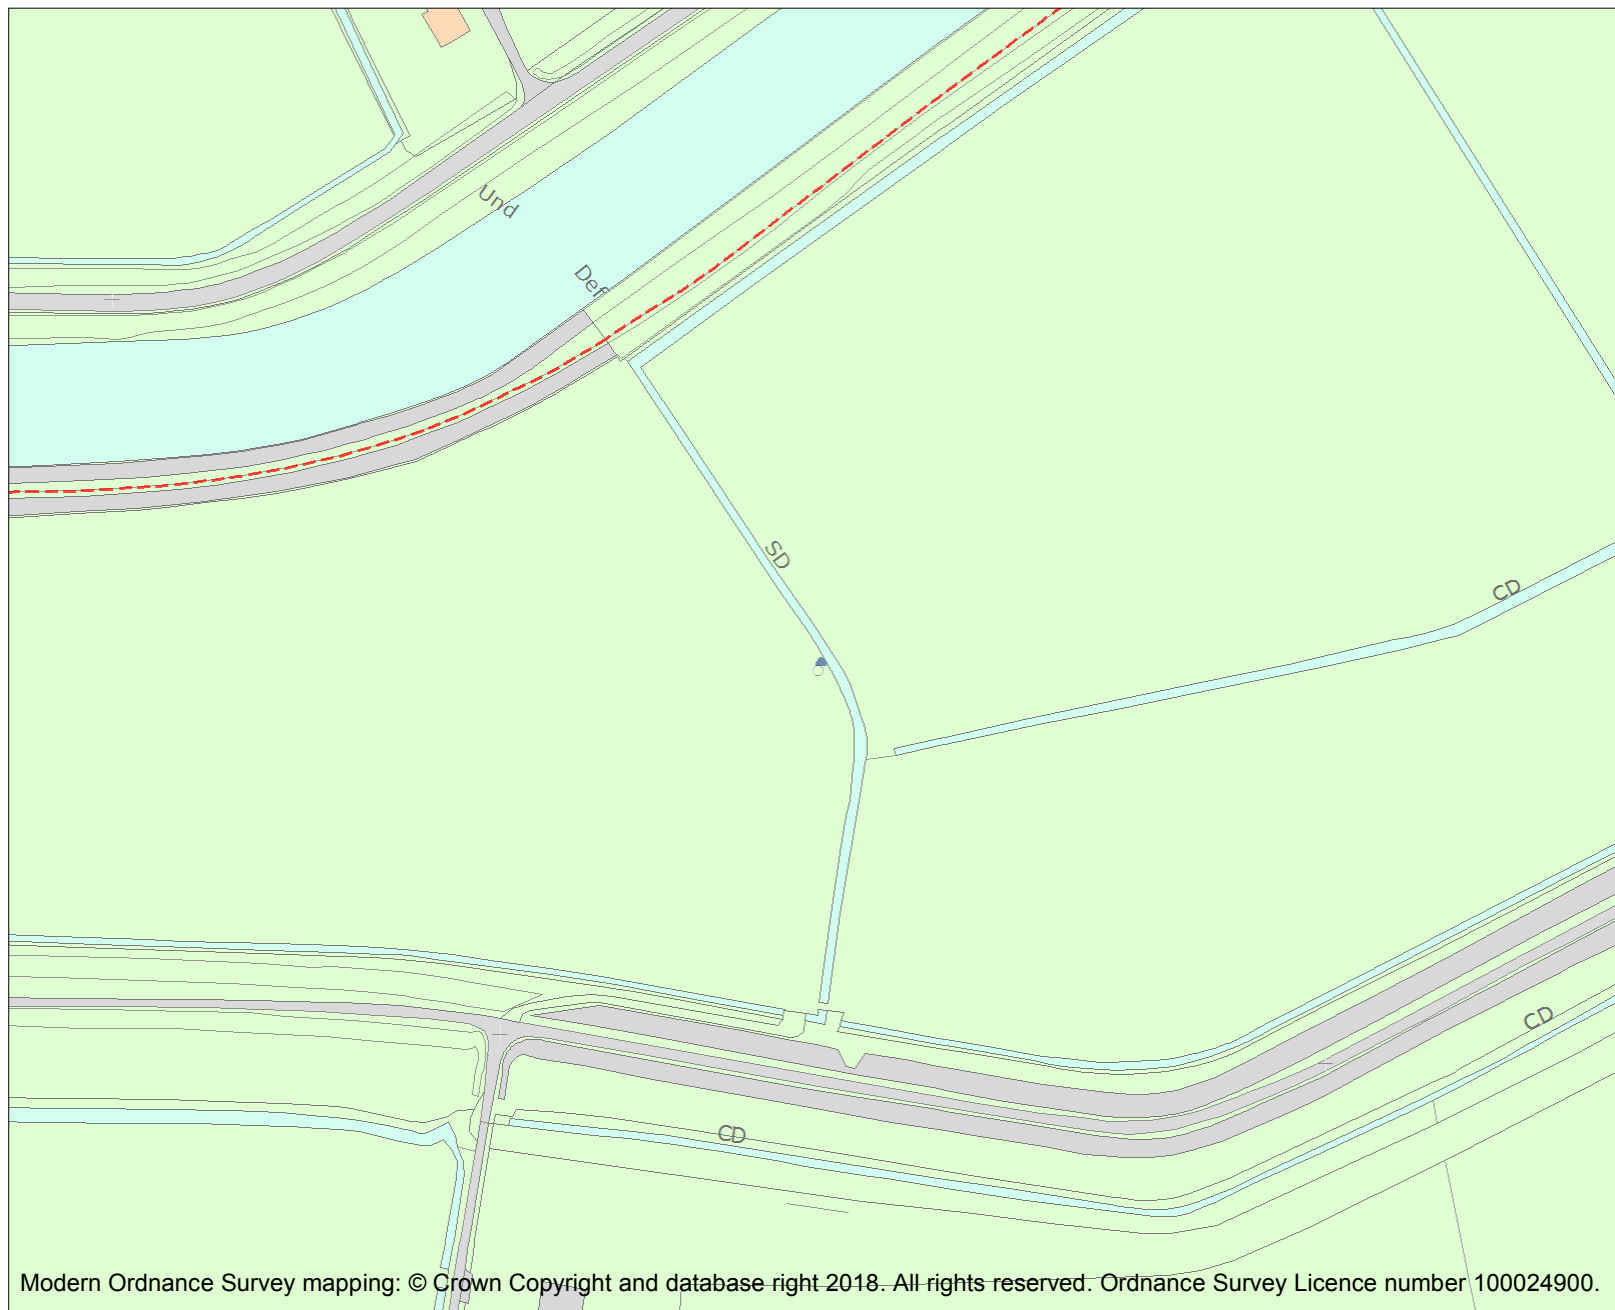 Und
Def
SD
CD
CD
CD
Modern Ordnance Survey mapping: © Crown Copyright and database right 2018. All rights reserved. Ordnance Survey Licence number 100024900.